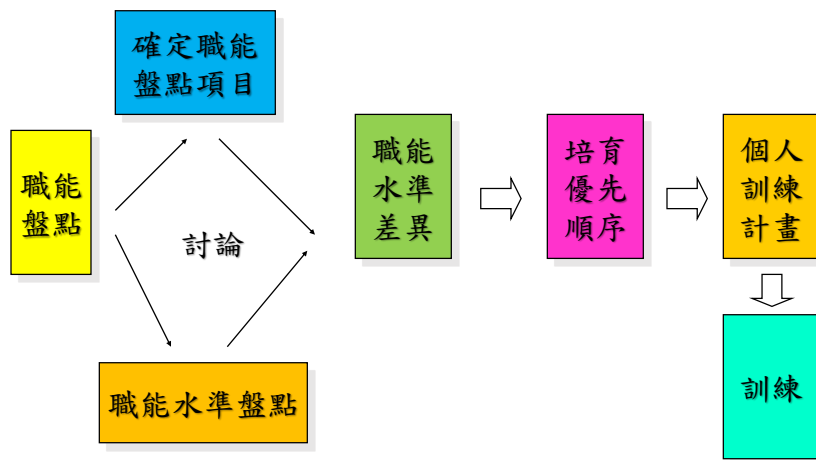 確定職能
盤點項目
職能
盤點
討論
職能水準盤點
職能
水準
差異
培育
優先
順序
個人
訓練
計畫
訓練